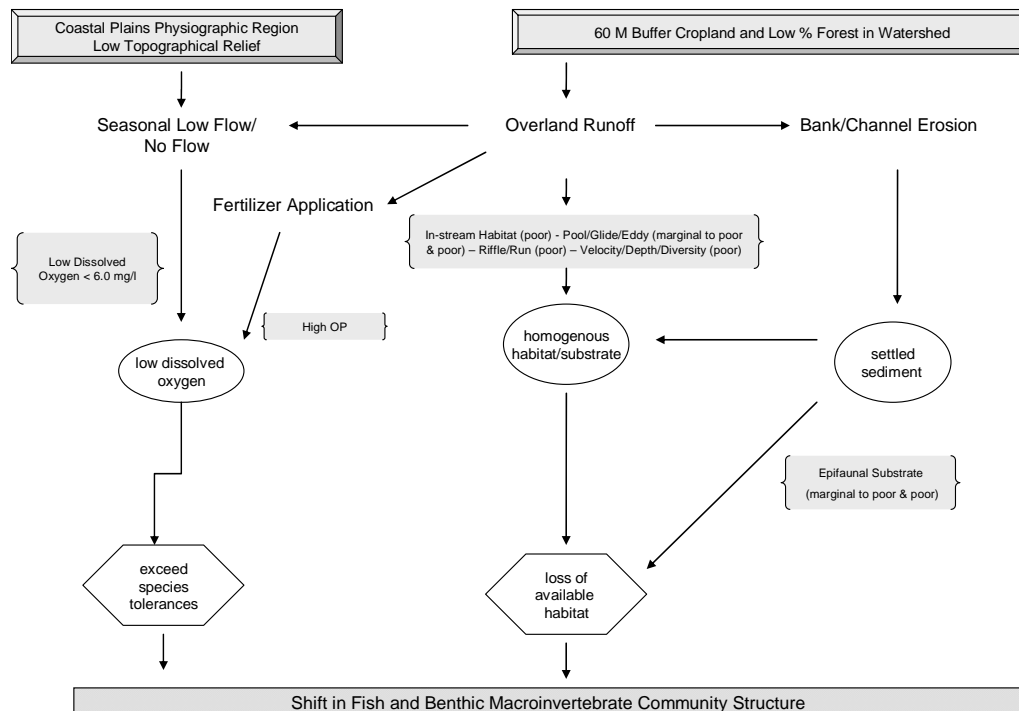 Coastal Plains Physiographic Region
Low Topographical Relief
60 M Buffer Cropland and Low % Forest in Watershed
Seasonal Low Flow/
No Flow
Overland Runoff
Bank/Channel Erosion
Fertilizer Application
In-stream Habitat (poor) - Pool/Glide/Eddy (marginal to poor
& poor) – Riffle/Run (poor) – Velocity/Depth/Diversity (poor)
Low Dissolved
Oxygen < 6.0 mg/l
High OP
low dissolved
oxygen
homogenous
habitat/substrate
settled
sediment
Epifaunal Substrate
(marginal to poor & poor)
exceed
species
tolerances
loss of
available
habitat
Shift in Fish and Benthic Macroinvertebrate Community Structure